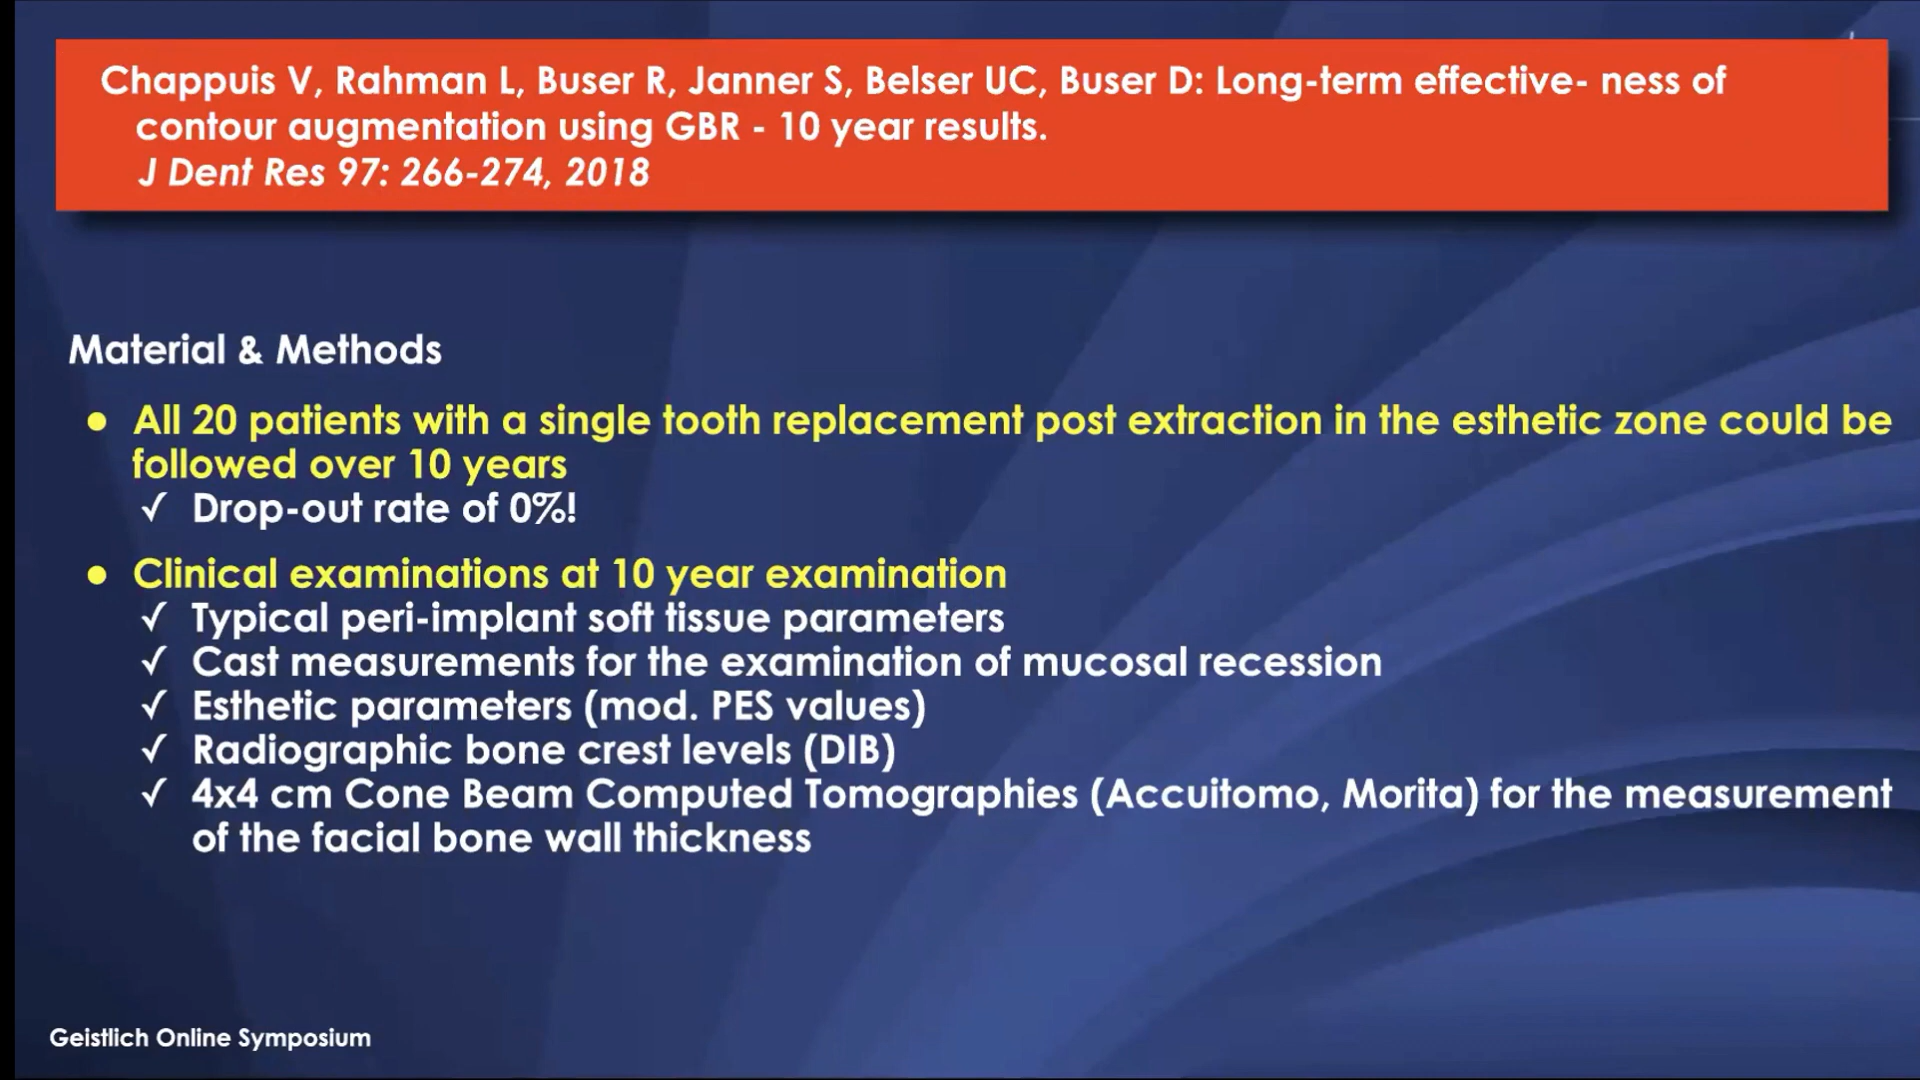 Chappuis V, Rahman L, Buser R, Janner S, Belser UC, Buser D: Long-term effective- ness of
contour augmentation using GBR - 10 year results.
J Dent Res 97: 266-274, 2018
Material & Methods
● All 20 patients with a single tooth replacement post extraction in the esthetic zone could be
followed over 10 years
✓ Drop-out rate of 0%!
● Clinical examinations at 10 year examination
✓ Typical peri-implant soft tissue parameters
✓ Cast measurements for the examination of mucosal recession
✓ Esthetic parameters (mod. PES values)
✓ Radiographic bone crest levels (DIB)
✓ 4x4 cm Cone Beam Computed Tomographies (Accuitomo, Morita) for the measurement
of the facial bone wall thickness
Geistlich Online Symposium